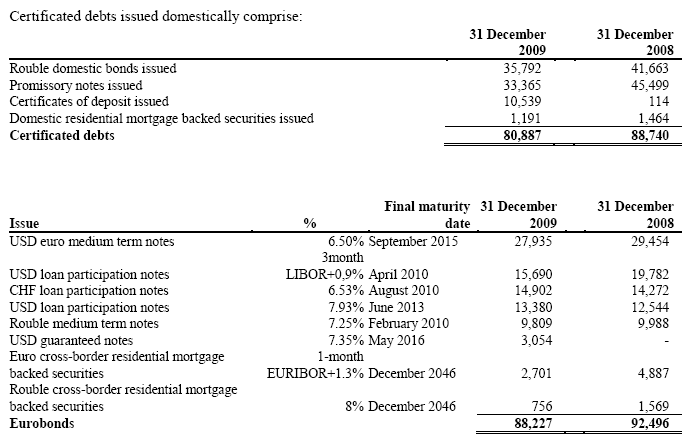 Certificated debts issued domestically comprise:
31 December 31 December
2009 2008
Rouble domestic bonds issued 35,792 41,663
Promissory notes issued 33,365 45,499
Certificates of deposit issued 10,539 114
Domestic residential mortgage backed securities issued 1,191 1,464
Certificated debts 80,887 88,740
Final maturity 31 December 31 December
Issue % date 2009 2008
USD euro medium term notes 6.50% September 2015 27,935 29,454
3month
USD loan participation notes LIBOR+0,9% April 2010 15,690 19,782
CHF loan participation notes 6.53% August 2010 14,902 14,272
USD loan participation notes 7.93% June 2013 13,380 12,544
Rouble medium term notes 7.25% February 2010 9,809 9,988
USD guaranteed notes 7.35% May 2016 3,054 -
Euro cross-border residential mortgage 1-month
backed securities EURIBOR+1.3% December 2046 2,701 4,887
Rouble cross-border residential mortgage
backed securities 8% December 2046 756 1,569
Eurobonds 88,227 92,496